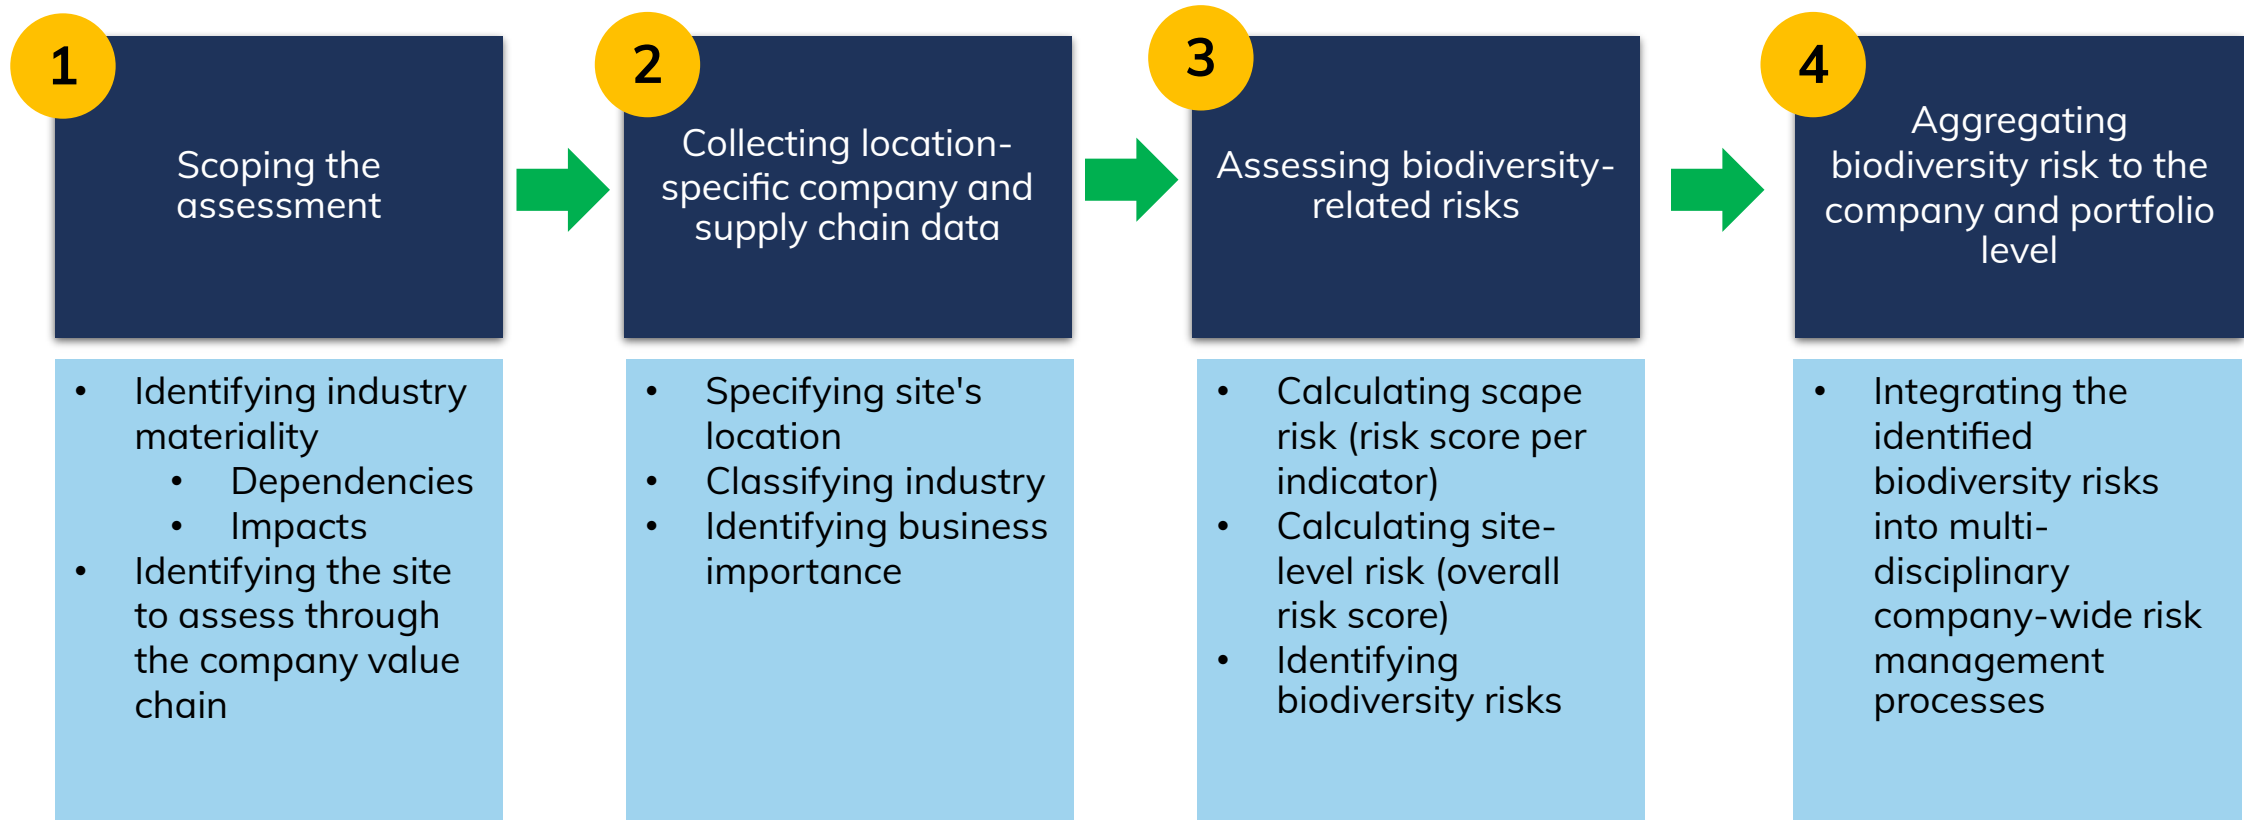 1
Scoping the
assessment
• Identifying industry
materiality
• Dependencies
• Impacts
• Identifying the site
to assess through
the company value
chain
2
Collecting location-
specific company and
supply chain data
• Specifying site's
location
• Classifying industry
• Identifying business
importance
3
Assessing biodiversity-
related risks
• Calculating scape
risk (risk score per
indicator)
• Calculating site-
level risk (overall
risk score)
• Identifying
biodiversity risks
4
Aggregating
biodiversity risk to the
company and portfolio
level
• Integrating the
identified
biodiversity risks
into multi-
disciplinary
company-wide risk
management
processes